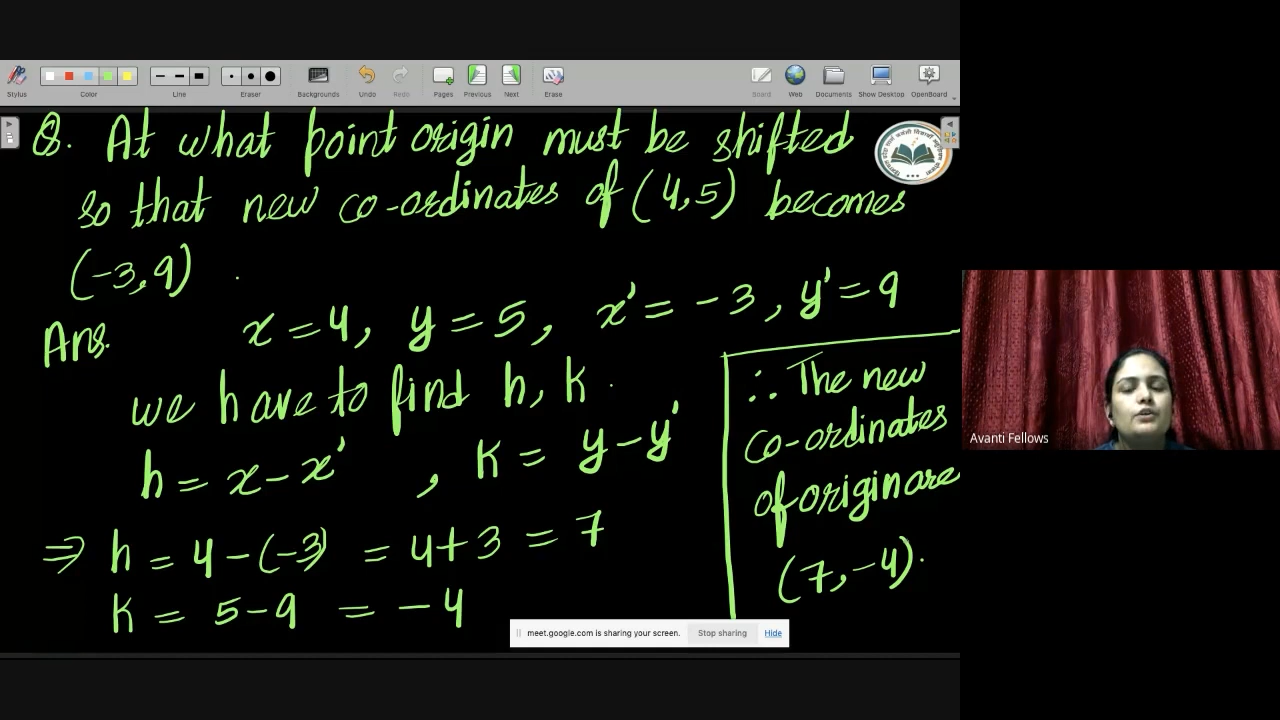 Stylus
Color
Line
Eraser
Backgrounds
Undo
Redo
Pages
Previous
Next
Erase
Board
Web
Documents
Show Desktop
OpenBoard
Q. At what point origin must be shifted
so that new co-ordinates of (4,5) becomes
(-3,9)
Ans. x = 4, y = 5, x' = -3, y' = 9
we have to find h, k.
h = x - x' , k = y - y'
⇒ h = 4 - (-3) = 4 + 3 = 7
k = 5 - 9 = - 4
∴ The new
co-ordinates
of origin are
(7, -4).
meet.google.com is sharing your screen. Stop sharing Hide
Avanti Fellows